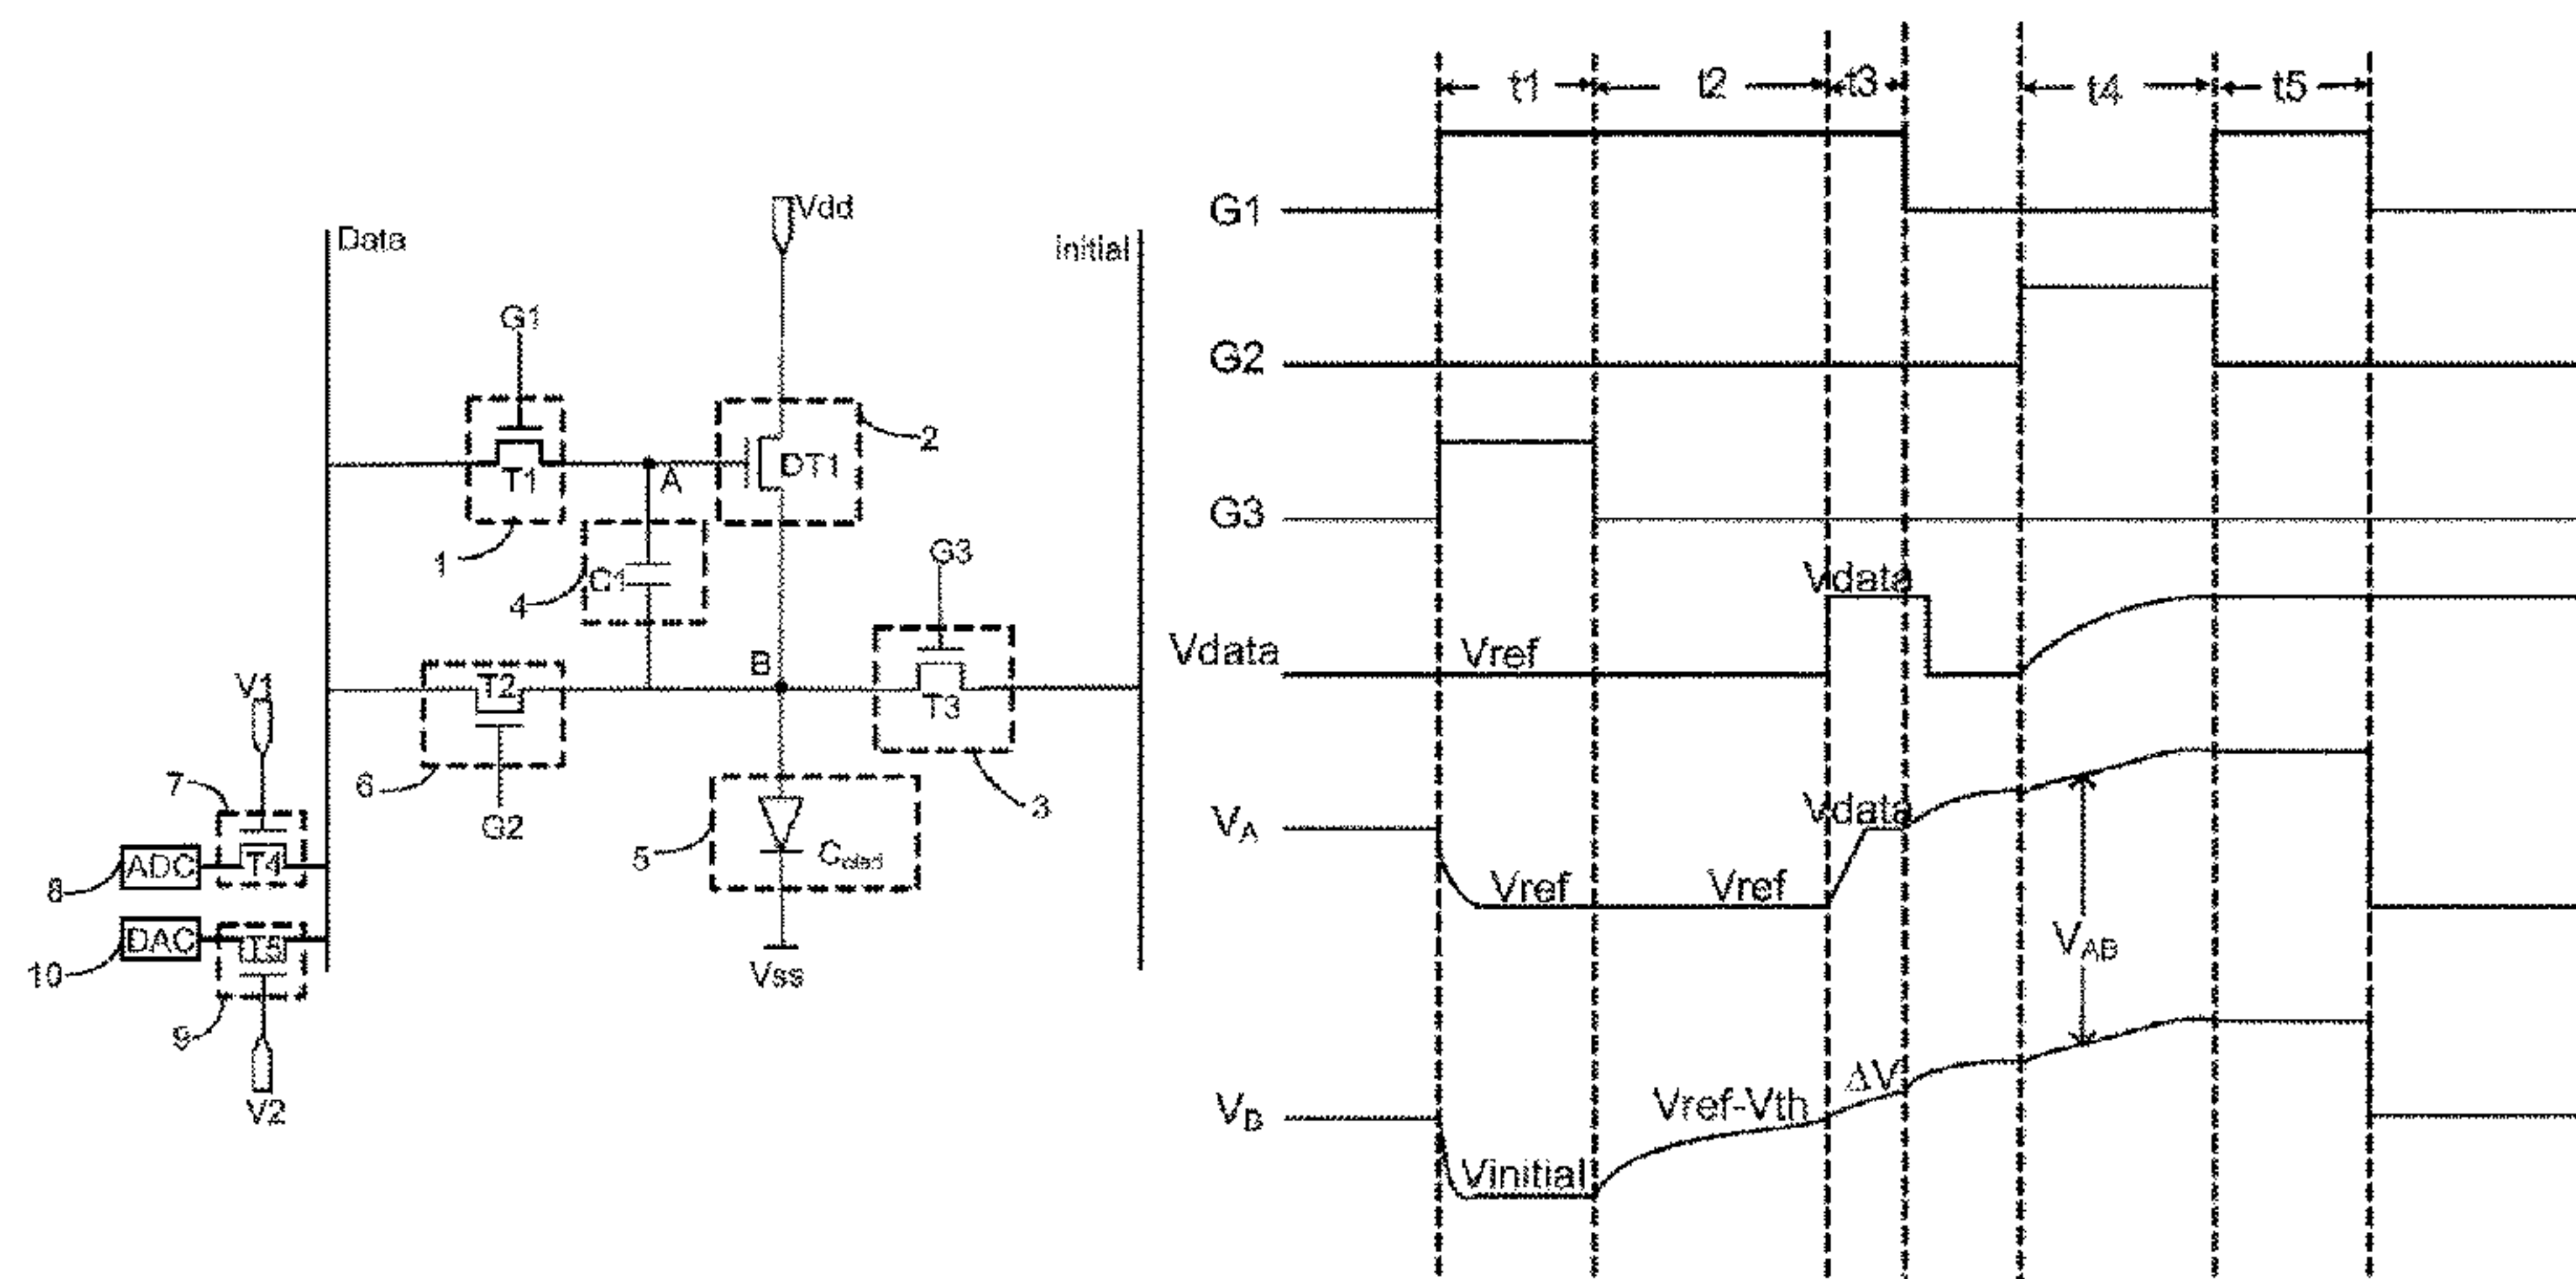 Data
Vdd
initial
G1
T1
A
DT1
2
1
C1
4
G3
B
T2
T3
V1
7
6
G2
3
ADC
T4
8
5
DAC
T5
10
9
Vss
V2
t1
t2
t3
t4
t5
G1
G2
G3
Vdata
Vdata
Vref
VA
Vdata
Vref
Vref
VAB
VB
Vinitial
Vref-Vth
ΔV